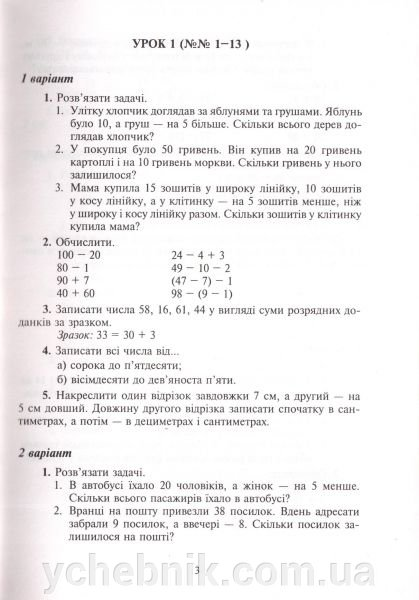 УРОК 1 (№№ 1–13 )
1 варіант
1. Розв'язати задачі.
1. Улітку хлопчик доглядав за яблунями та грушами. Яблунь
було 10, а груш — на 5 більше. Скільки всього дерев до-
глядав хлопчик?
2. У покупця було 50 гривень. Він купив на 20 гривень
картоплі і на 10 гривень моркви. Скільки гривень у нього
залишилося?
3. Мама купила 15 зошитів у широку лінійку, 10 зошитів
у косу лінійку, а у клітинку — на 5 зошитів менше, ніж
у широку і косу лінійку разом. Скільки зошитів у клітинку
купила мама?
2. Обчислити.
100 − 20 24 − 4 + 3
80 − 1 49 − 10 − 2
90 + 7 (47 − 7) − 1
40 + 60 98 − (9 − 1)
3. Записати числа 58, 16, 61, 44 у вигляді суми розрядних до-
данків за зразком.
Зразок: 33 = 30 + 3
4. Записати всі числа від...
а) сорока до п'ятдесяти;
б) вісімдесяти до дев'яноста п'яти.
5. Накреслити один відрізок завдовжки 7 см, а другий — на
5 см довший. Довжину другого відрізка записати спочатку в сан-
тиметрах, а потім — в дециметрах і сантиметрах.
2 варіант
1. Розв'язати задачі.
1. В автобусі їхало 20 чоловіків, а жінок — на 5 менше.
Скільки всього пасажирів їхало в автобусі?
2. Вранці на пошту привезли 38 посилок. Вдень адресати
забрали 9 посилок, а ввечері — 8. Скільки посилок за-
лишилося на пошті?
3
ychebnik.com.ua